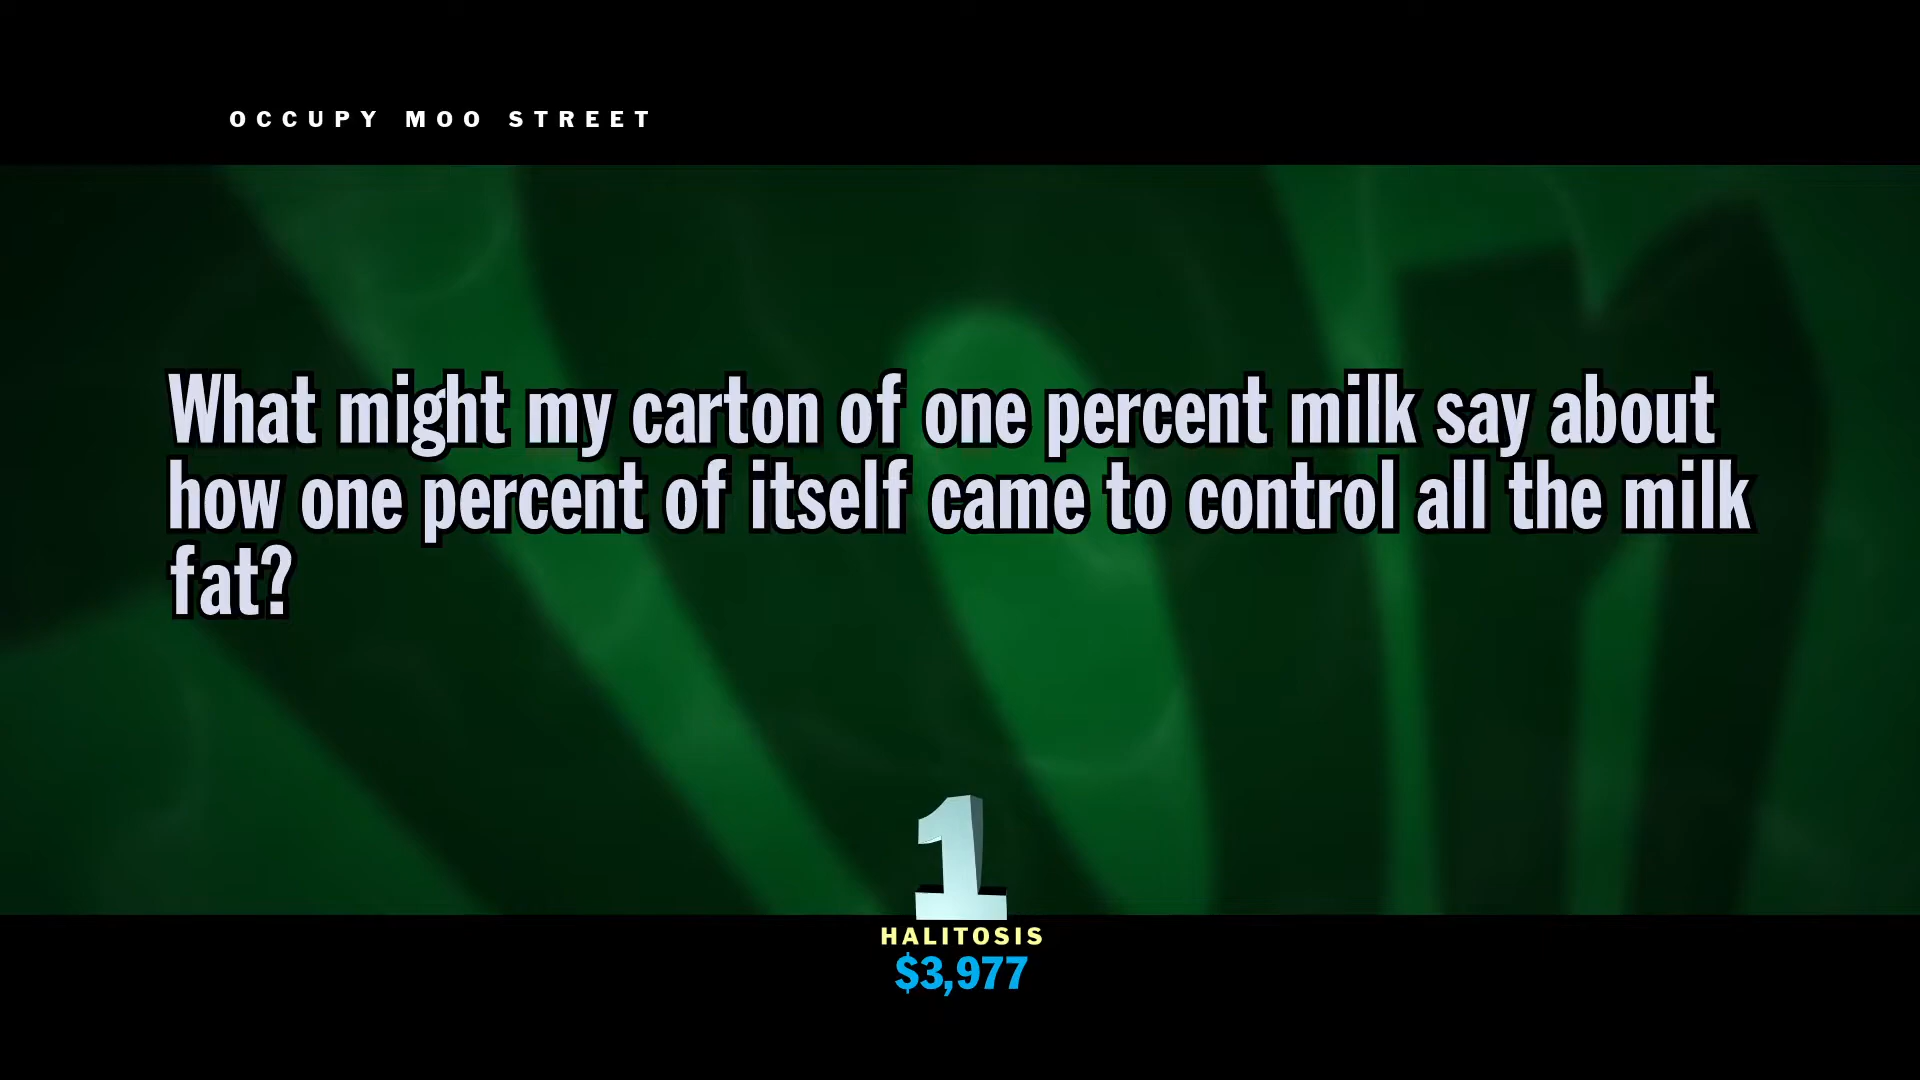 OCCUPY MOO STREET
What might my carton of one percent milk say about
how one percent of itself came to control all the milk
fat?
1
HALITOSIS
$3,977